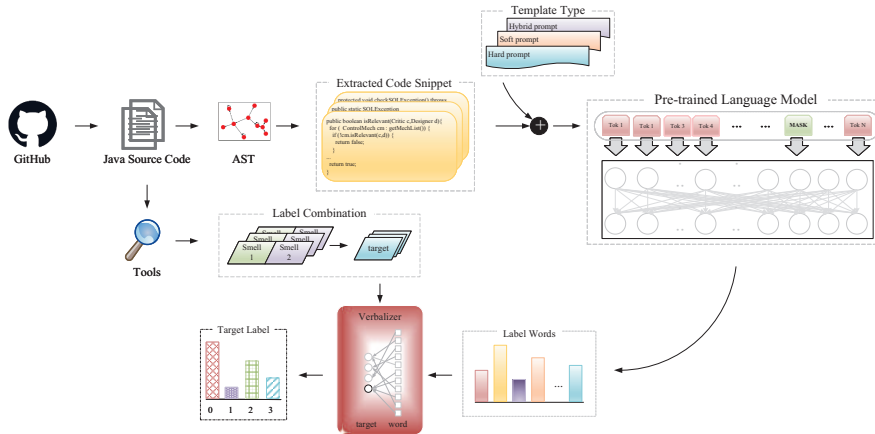 Template Type
Hybrid prompt
Soft prompt
Hard prompt
Extracted Code Snippet
protected void checkSQLException() throws
public static SQLException
public boolean isRelevant(Critic c,Designer d){
for ( ControlMech cm : getMechList()) {
if (!cm.isRelevant(c,d)) {
return false;
}
...
return true;
}
Pre-trained Language Model
Tok 1
Tok 1
Tok 3
Tok 4
...
...
MASK
Tok N
GitHub
Java Source Code
AST
Tools
Label Combination
Smell
Smell
Smell
Smell
Smell
1
Smell
2
target
Verbalizer
target
word
Target Label
0 1 2 3
Label Words
...